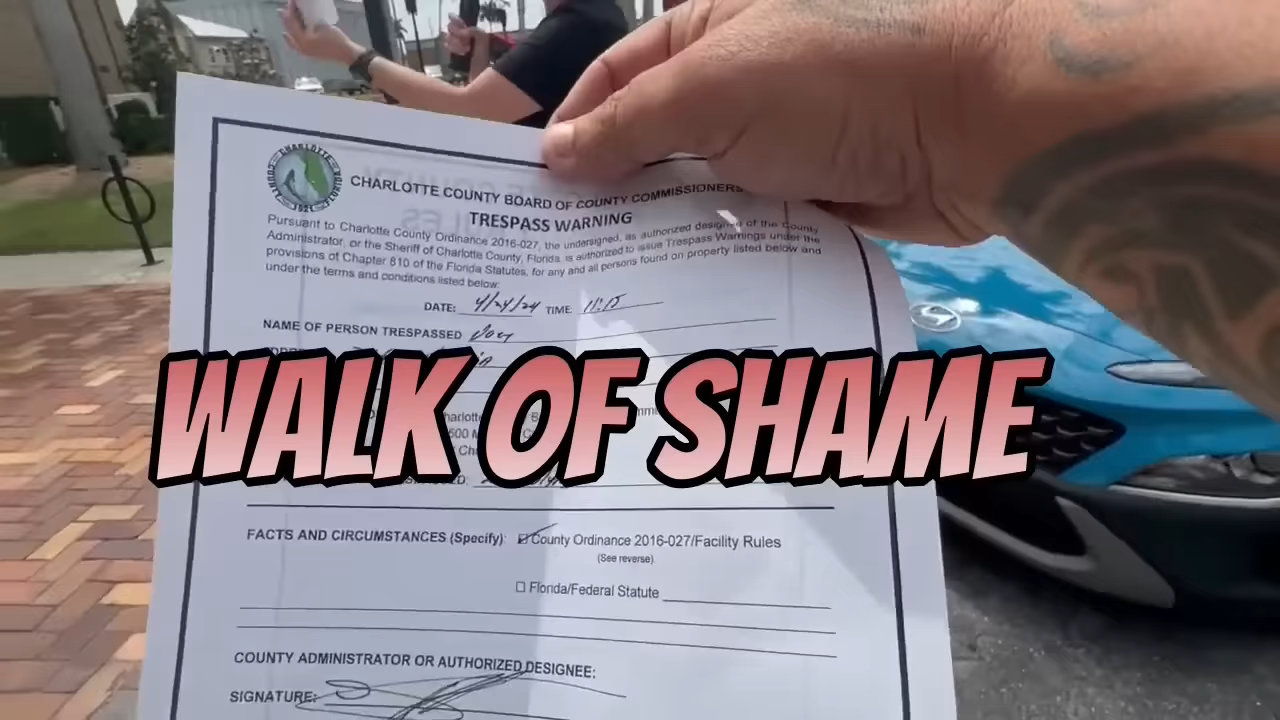 CHARLOTTE COUNTY FLORIDA
1921
CHARLOTTE COUNTY BOARD OF COUNTY COMMISSIONERS
TRESPASS WARNING
Pursuant to Charlotte County Ordinance 2016-027, the undersigned, as authorized designee of the County
Administrator, or the Sheriff of Charlotte County, Florida, is authorized to issue Trespass Warnings under the
provisions of Chapter 810 of the Florida Statutes, for any and all persons found on property listed below and
under the terms and conditions listed below:
DATE: 4/24/24 TIME 11:15
NAME OF PERSON TRESPASSED Joey
WALK OF SHAME
FACTS AND CIRCUMSTANCES (Specify): County Ordinance 2016-027/Facility Rules
(See reverse)
Florida/Federal Statute
COUNTY ADMINISTRATOR OR AUTHORIZED DESIGNEE:
SIGNATURE: